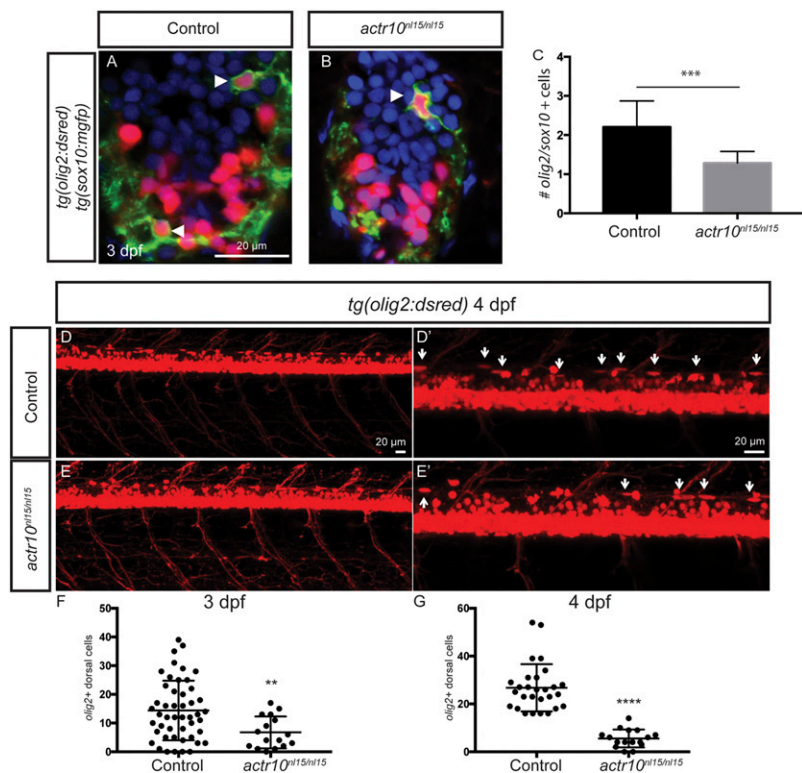 Control
actr10nl15/nl15
tg(olig2:dsred)
tg(sox10:mgfp)
A
3 dpf
20 µm
B
C
# olig2/sox10 + cells
4
3
2
1
0
***
Control
actr10nl15/nl15
tg(olig2:dsred) 4 dpf
Control
D
20 µm
D'
20 µm
actr10nl15/nl15
E
E'
F
3 dpf
olig2+ dorsal cells
50
40
30
20
10
0
**
Control
actr10nl15/nl15
G
4 dpf
olig2+ dorsal cells
60
40
20
0
****
Control
actr10nl15/nl15